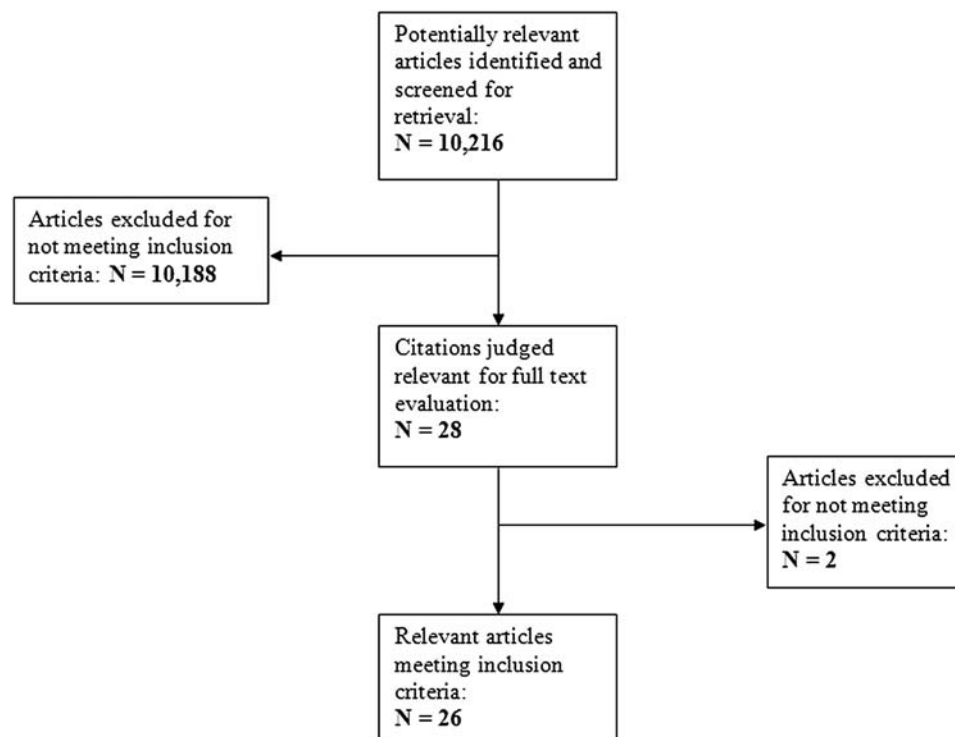 Potentially relevant
articles identified and
screened for
retrieval:
N = 10,216
Articles excluded for
not meeting inclusion
criteria: N = 10,188
Citations judged
relevant for full text
evaluation:
N = 28
Articles excluded
for not meeting
inclusion criteria:
N = 2
Relevant articles
meeting inclusion
criteria:
N = 26